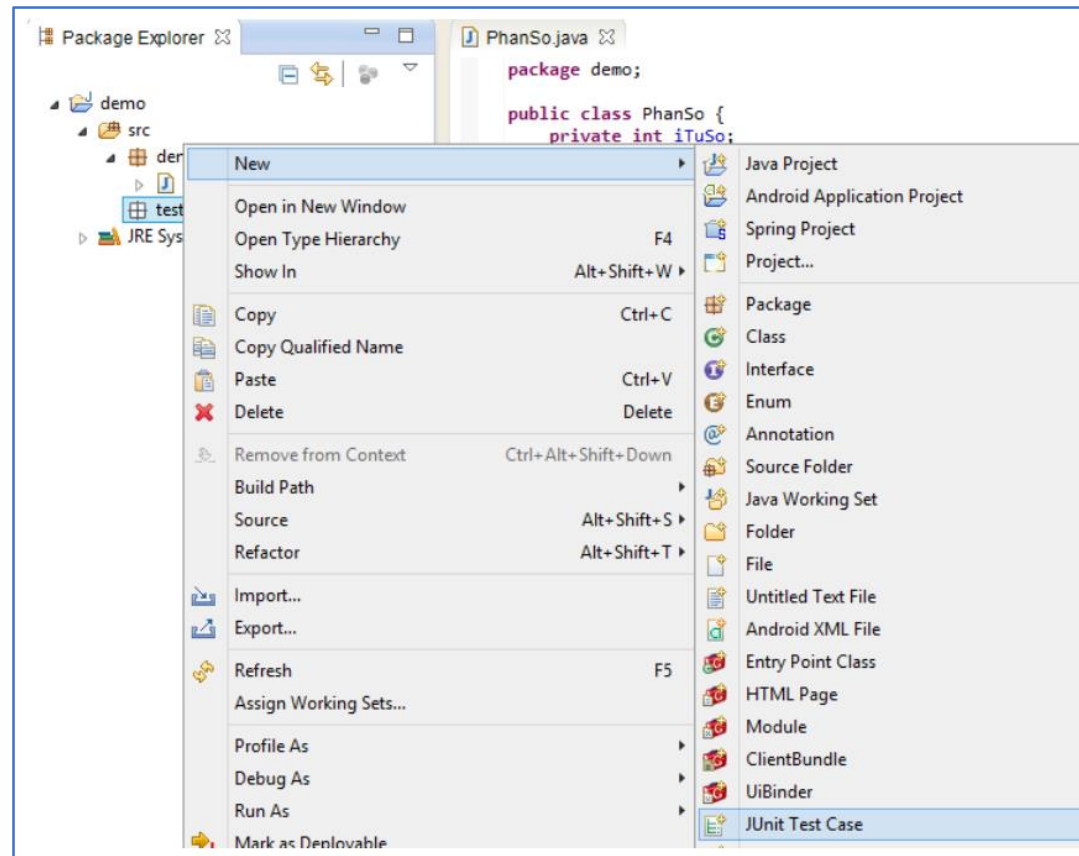 Package Explorer
demo
src
test
JRE Sys
PhanSo.java
package demo;
public class PhanSo {
private int iTuSo;
New
Open in New Window
Open Type Hierarchy F4
Show In Alt+Shift+W
Copy Ctrl+C
Copy Qualified Name
Paste Ctrl+V
Delete Delete
Remove from Context Ctrl+Alt+Shift+Down
Build Path
Source Alt+Shift+S
Refactor Alt+Shift+T
Import...
Export...
Refresh F5
Assign Working Sets...
Profile As
Debug As
Run As
Mark as Deployable
Java Project
Android Application Project
Spring Project
Project...
Package
Class
Interface
Enum
Annotation
Source Folder
Java Working Set
Folder
File
Untitled Text File
Android XML File
Entry Point Class
HTML Page
Module
ClientBundle
UiBinder
JUnit Test Case